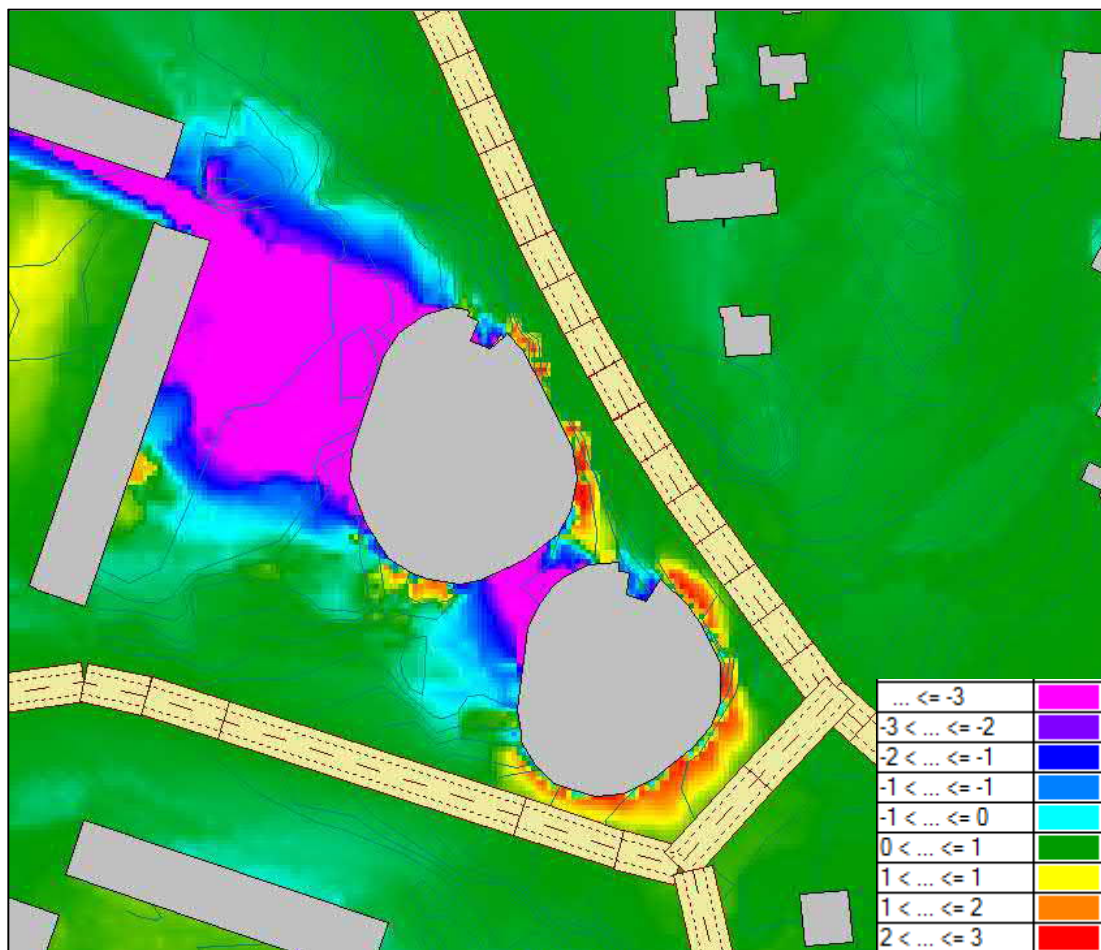 ... <= -3
-3 < ... <= -2
-2 < ... <= -1
-1 < ... <= -1
-1 < ... <= 0
0 < ... <= 1
1 < ... <= 1
1 < ... <= 2
2 < ... <= 3